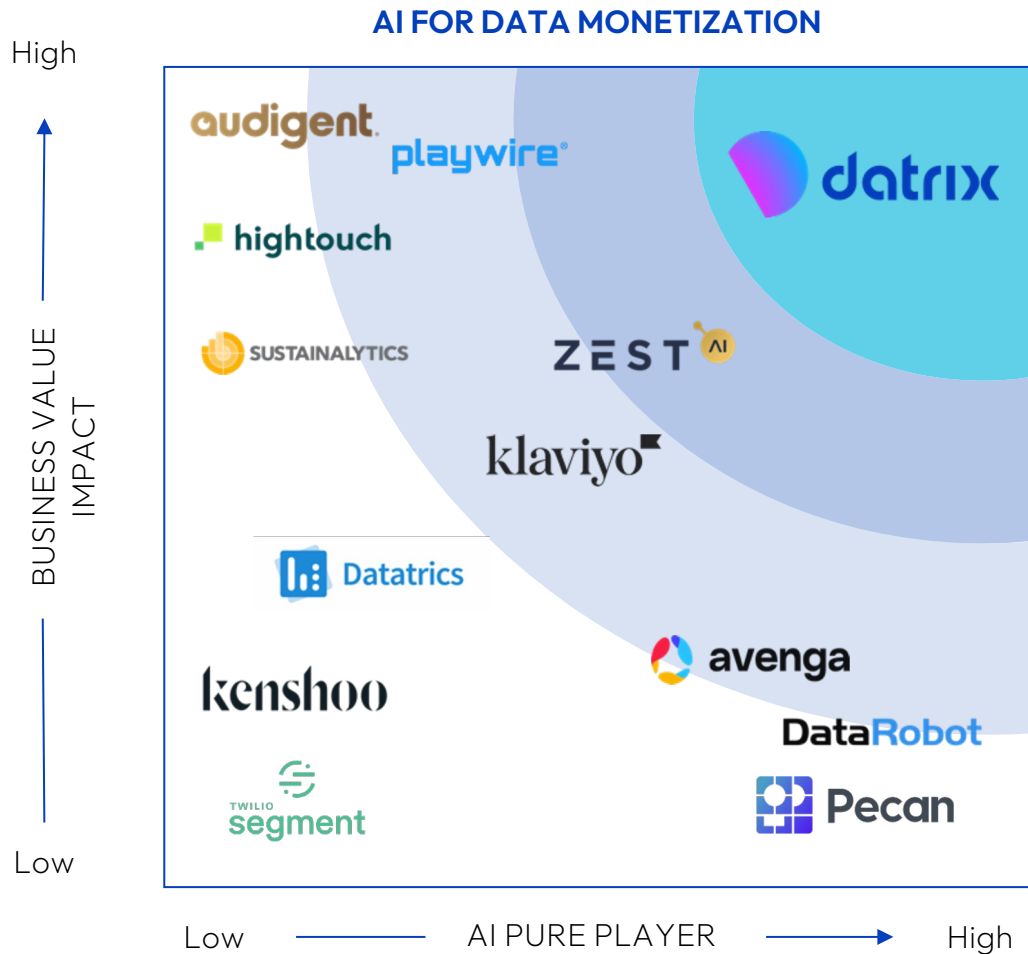 AI FOR DATA MONETIZATION
High
audigent.
playwire®
datrix
hightouch
SUSTAINALYTICS
ZEST AI
BUSINESS VALUE
IMPACT
klaviyo
Datatrics
avenga
kenshoo
DataRobot
TWILIO
segment
Pecan
Low
Low
AI PURE PLAYER
High